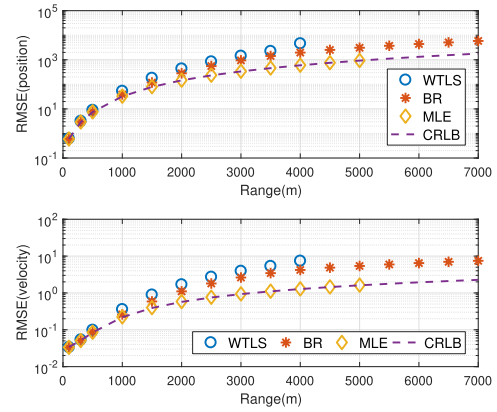 10^5
10^3
10^1
10^-1
RMSE(position)
0 1000 2000 3000 4000 5000 6000 7000
Range(m)
WTLS
BR
MLE
CRLB
10^2
10^1
10^0
10^-1
10^-2
RMSE(velocity)
WTLS BR MLE CRLB
0 1000 2000 3000 4000 5000 6000 7000
Range(m)